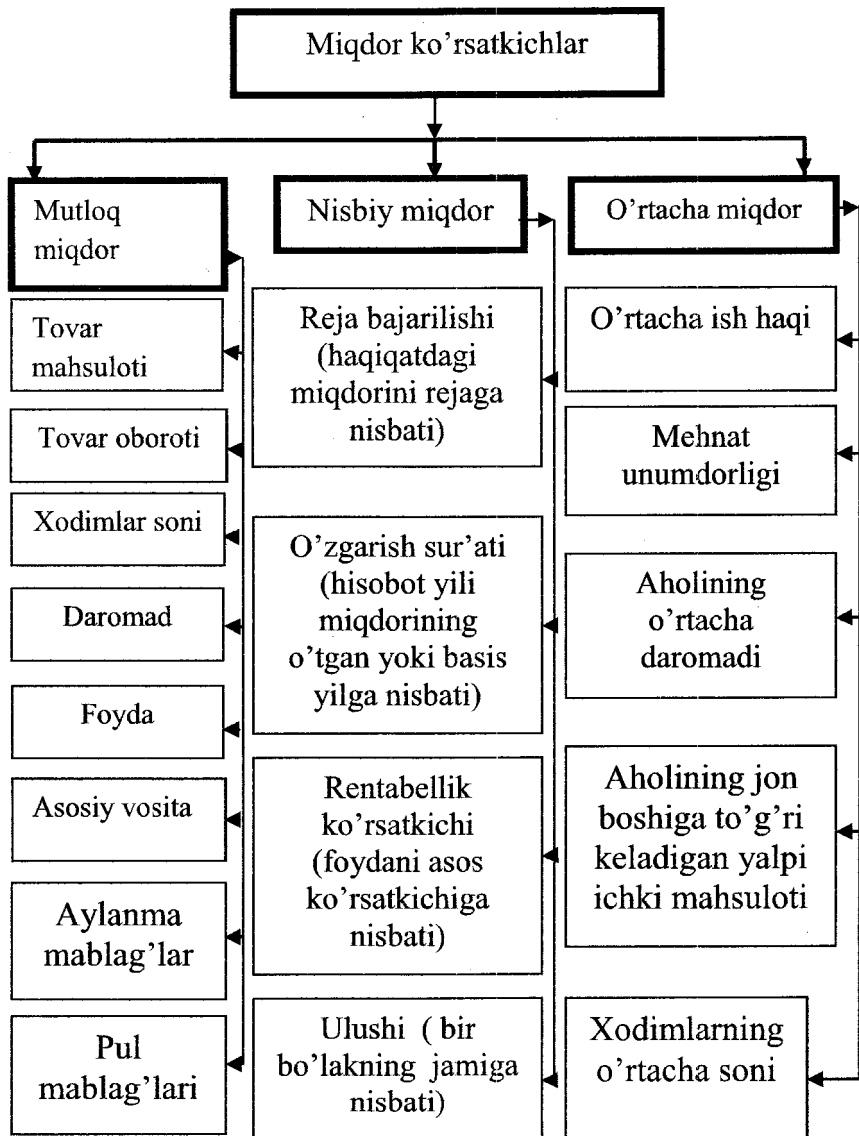 Miqdor ko'rsatkichlar
Mutloq
miqdor
Tovar
mahsuloti
Tovar oboroti
Xodimlar soni
Daromad
Foyda
Asosiy vosita
Aylanma
mablag'lar
Pul
mablag'lari
Nisbiy miqdor
Reja bajarilishi
(haqiqatdagi
miqdorini rejaga
nisbati)
O'zgarish sur'ati
(hisobot yili
miqdorining
o'tgan yoki basis
yilga nisbati)
Rentabellik
ko'rsatkichi
(foydani asos
ko'rsatkichiga
nisbati)
Ulushi ( bir
bo'lakning jamiga
nisbati)
O'rtacha miqdor
O'rtacha ish haqi
Mehnat
unumdorligi
Aholining
o'rtacha
daromadi
Aholining jon
boshiga to'g'ri
keladigan yalpi
ichki mahsuloti
Xodimlarning
o'rtacha soni